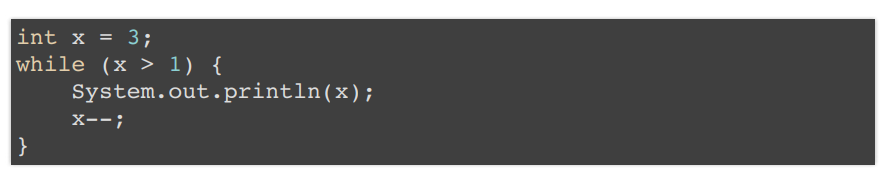 int x = 3;
while (x > 1) {
    System.out.println(x);
    x--;
}